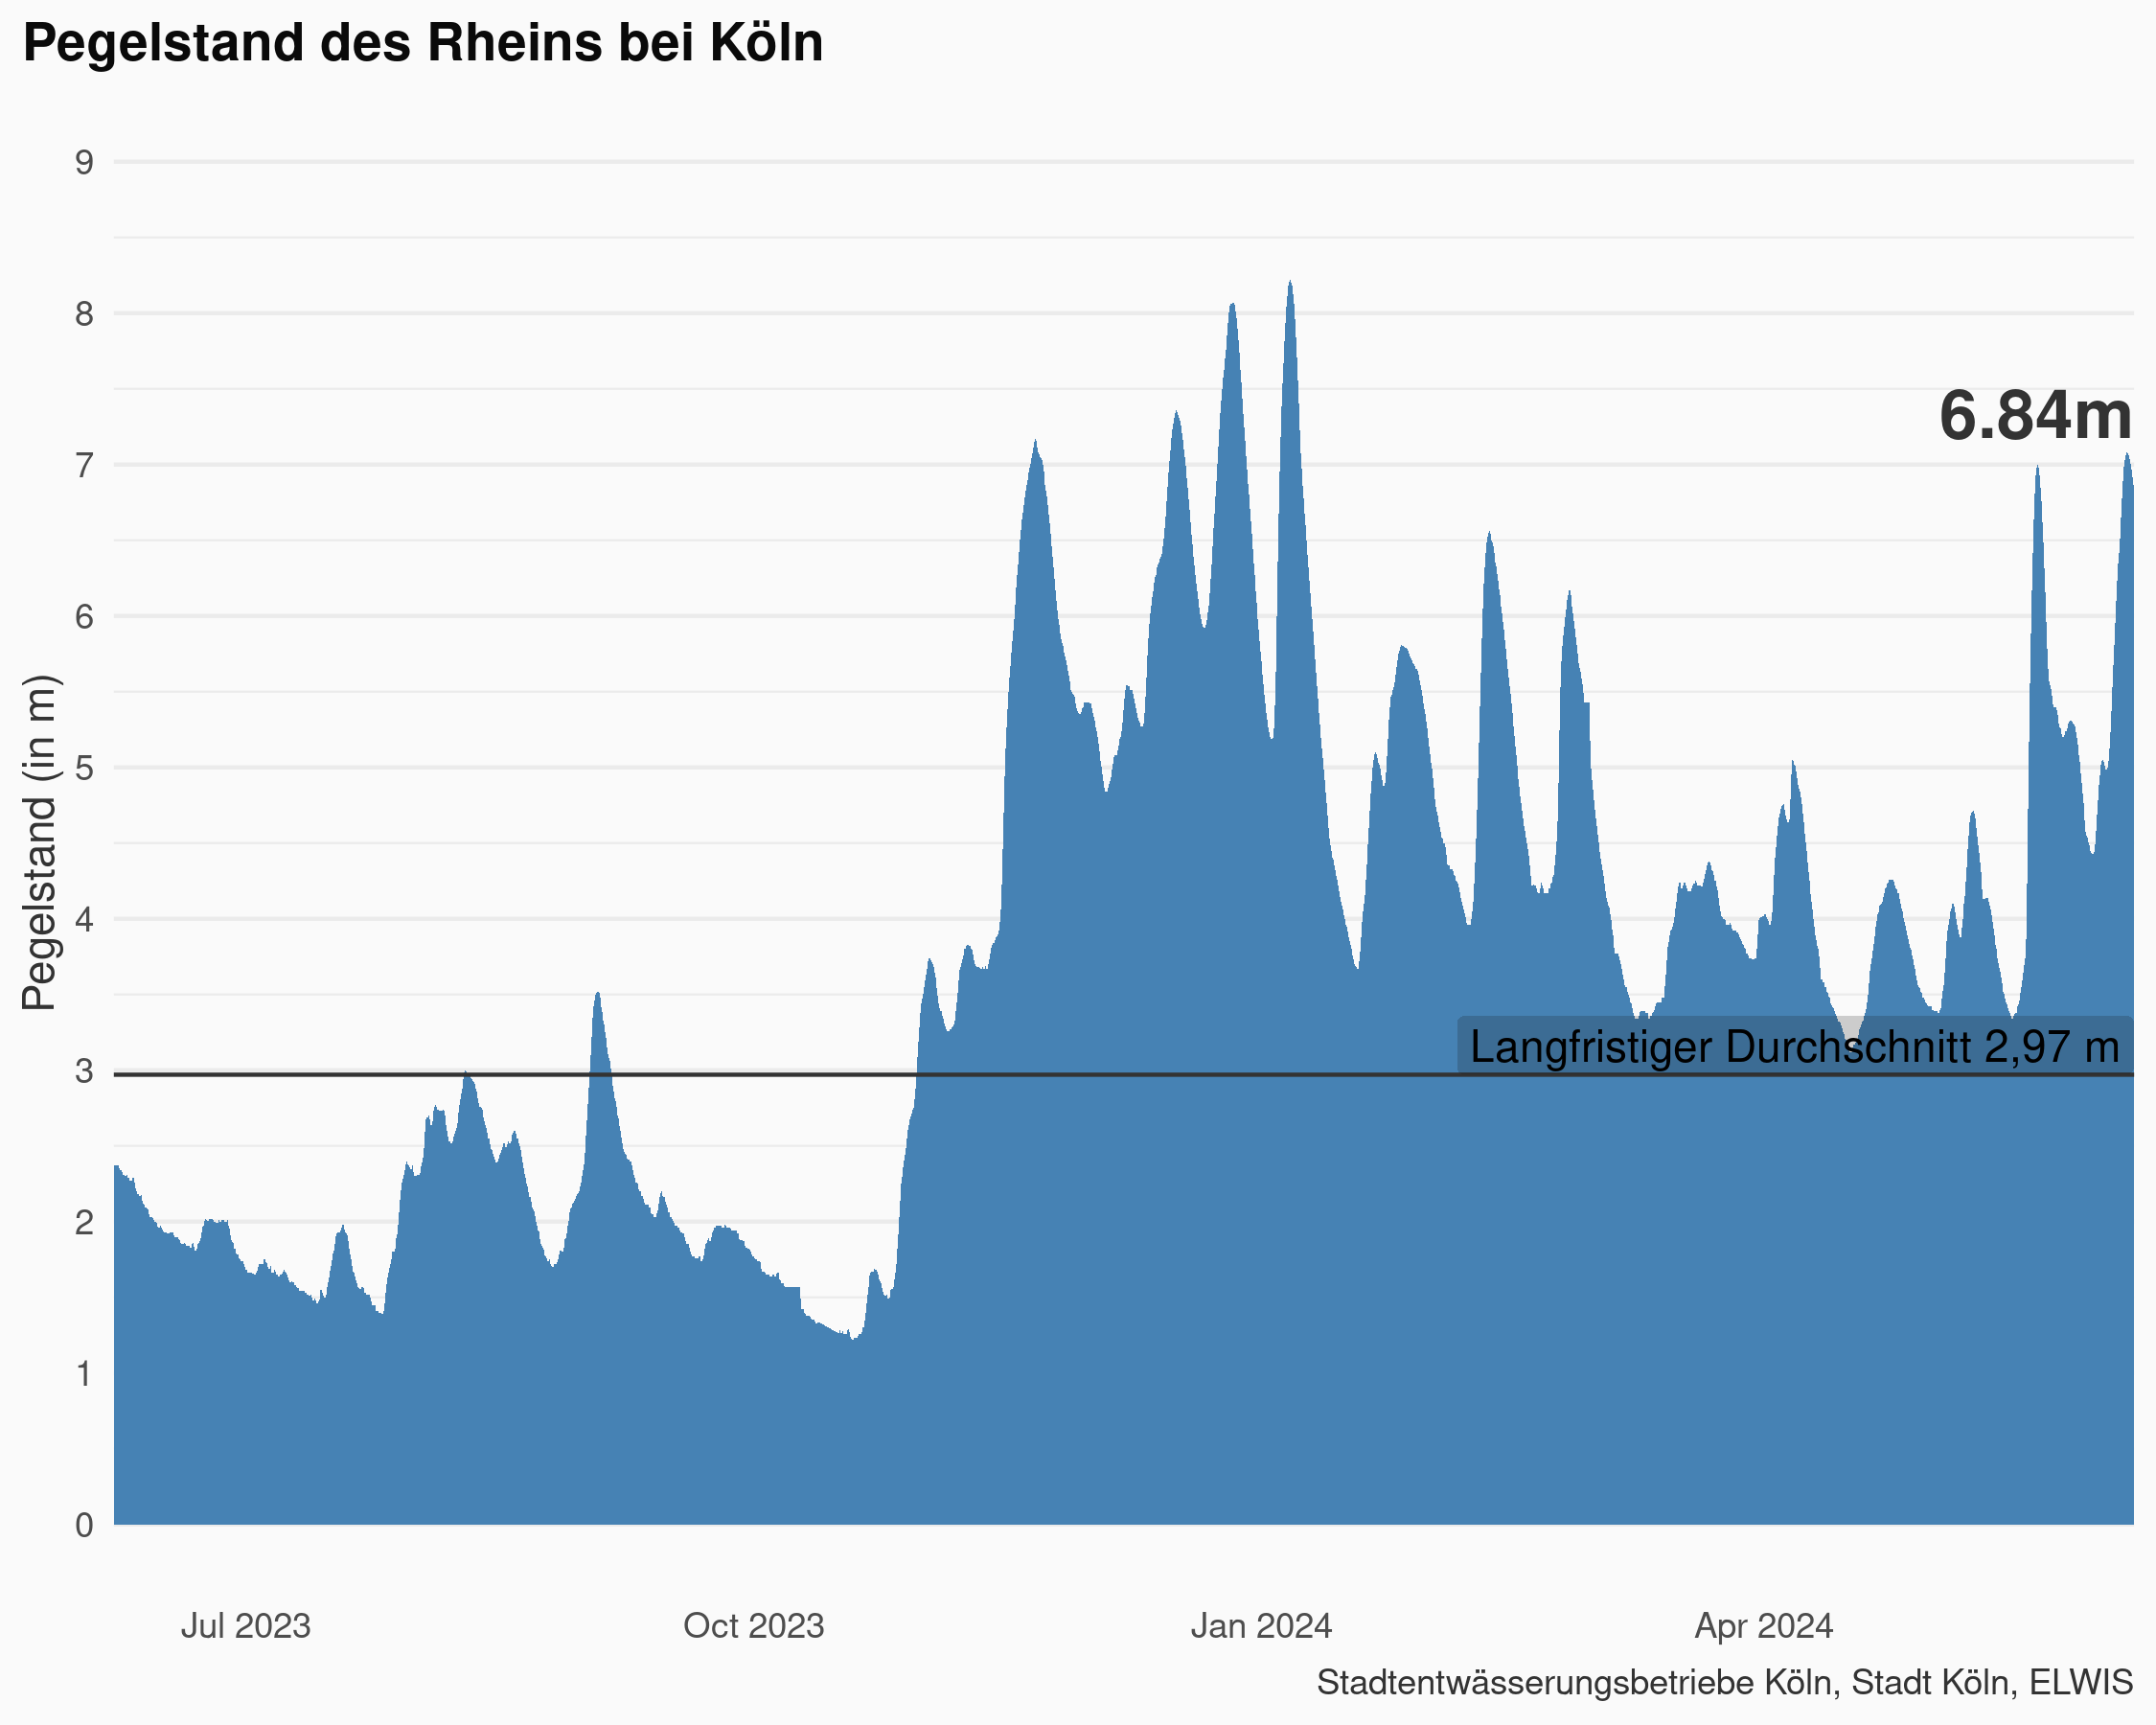 Pegelstand des Rheins bei Köln
9
8
6.84m
7
6
Pegelstand (in m)
5
4
Langfristiger Durchschnitt 2,97 m
3
2
1
0
Jul 2023 Oct 2023 Jan 2024 Apr 2024
Stadtentwässerungsbetriebe Köln, Stadt Köln, ELWIS